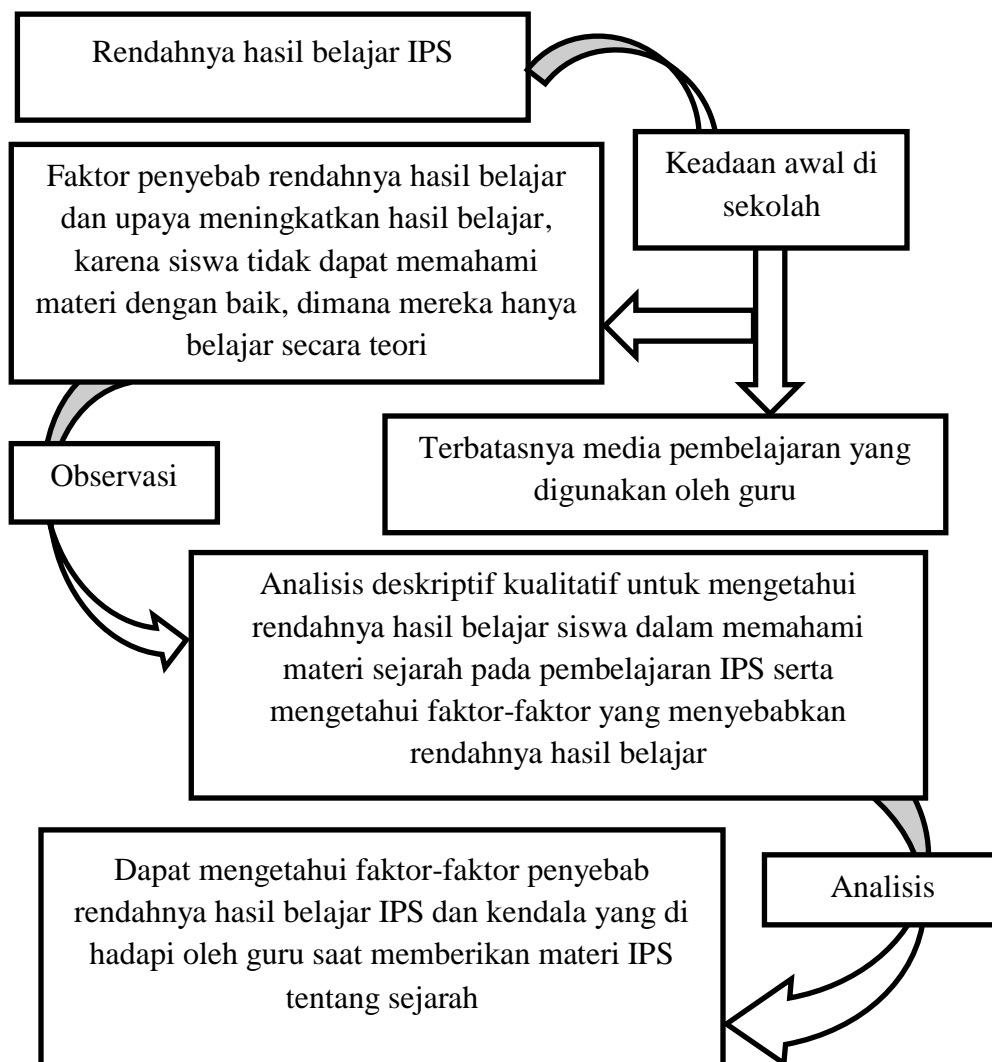 Rendahnya hasil belajar IPS
Keadaan awal di
sekolah
Faktor penyebab rendahnya hasil belajar
dan upaya meningkatkan hasil belajar,
karena siswa tidak dapat memahami
materi dengan baik, dimana mereka hanya
belajar secara teori
Terbatasnya media pembelajaran yang
digunakan oleh guru
Observasi
Analisis deskriptif kualitatif untuk mengetahui
rendahnya hasil belajar siswa dalam memahami
materi sejarah pada pembelajaran IPS serta
mengetahui faktor-faktor yang menyebabkan
rendahnya hasil belajar
Analisis
Dapat mengetahui faktor-faktor penyebab
rendahnya hasil belajar IPS dan kendala yang di
hadapi oleh guru saat memberikan materi IPS
tentang sejarah